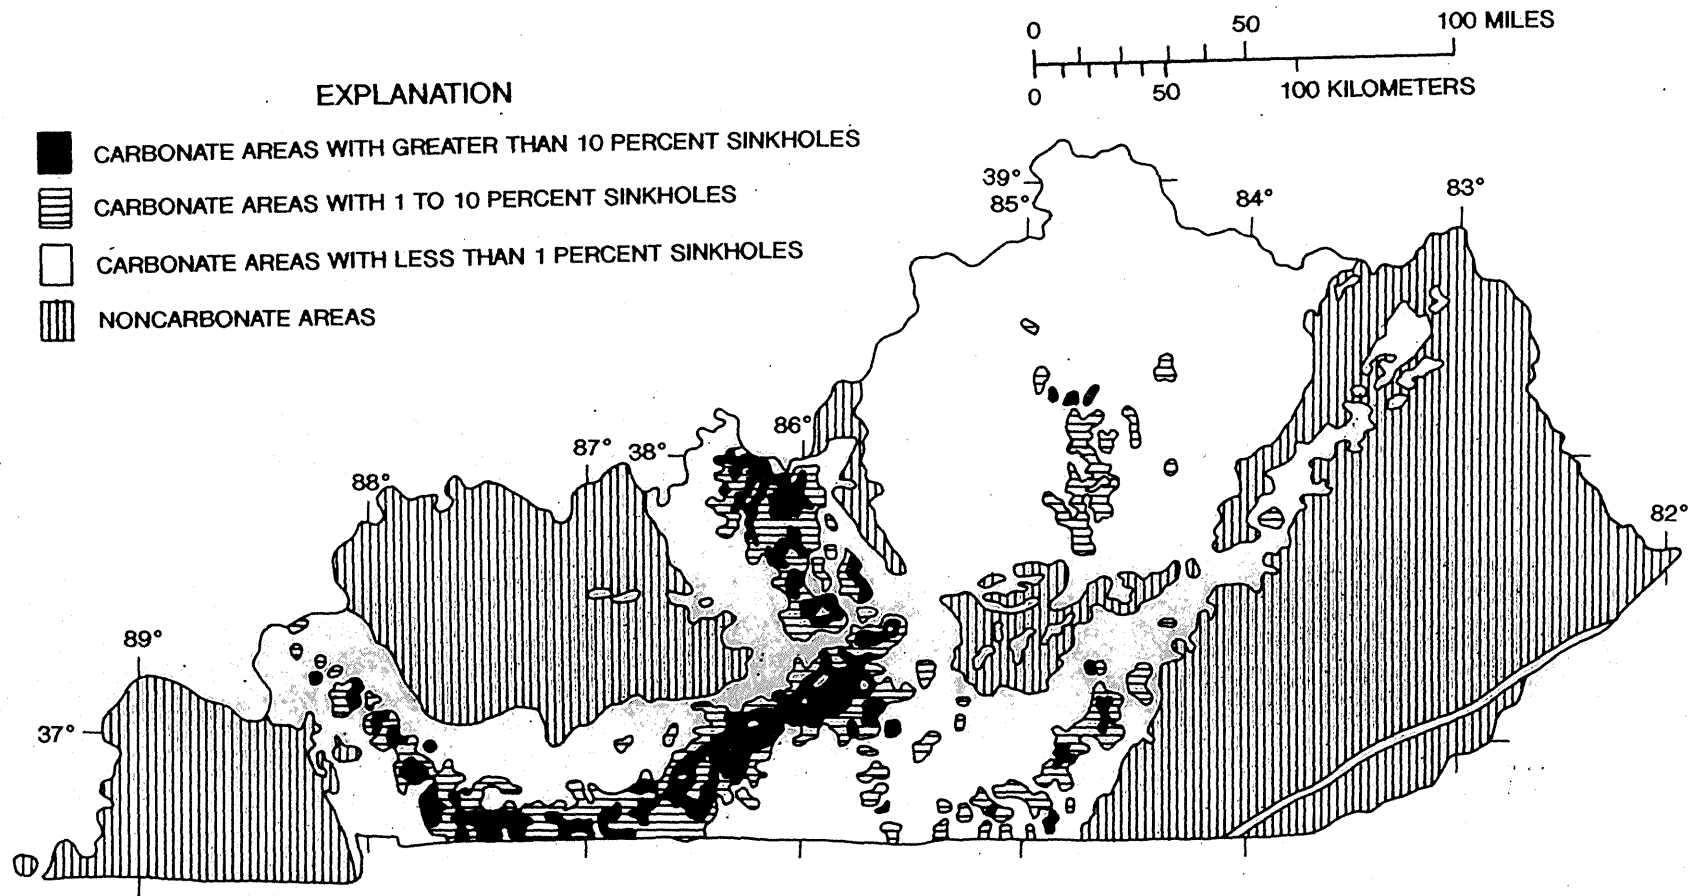 0 50 100 MILES
0 50 100 KILOMETERS
EXPLANATION
CARBONATE AREAS WITH GREATER THAN 10 PERCENT SINKHOLES
CARBONATE AREAS WITH 1 TO 10 PERCENT SINKHOLES
CARBONATE AREAS WITH LESS THAN 1 PERCENT SINKHOLES
NONCARBONATE AREAS
39°
85°
84°
83°
86°
87°
38°
88°
82°
89°
37°